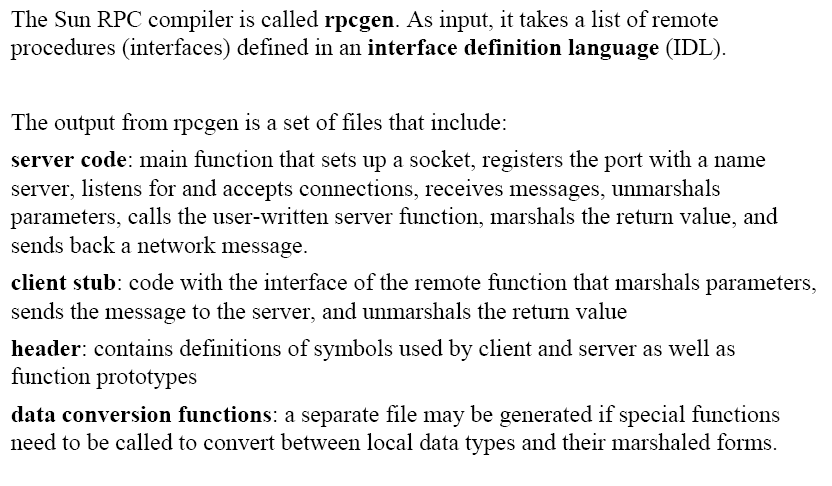 The Sun RPC compiler is called rpcgen. As input, it takes a list of remote
procedures (interfaces) defined in an interface definition language (IDL).
The output from rpcgen is a set of files that include:
server code: main function that sets up a socket, registers the port with a name
server, listens for and accepts connections, receives messages, unmarshals
parameters, calls the user-written server function, marshals the return value, and
sends back a network message.
client stub: code with the interface of the remote function that marshals parameters,
sends the message to the server, and unmarshals the return value
header: contains definitions of symbols used by client and server as well as
function prototypes
data conversion functions: a separate file may be generated if special functions
need to be called to convert between local data types and their marshaled forms.